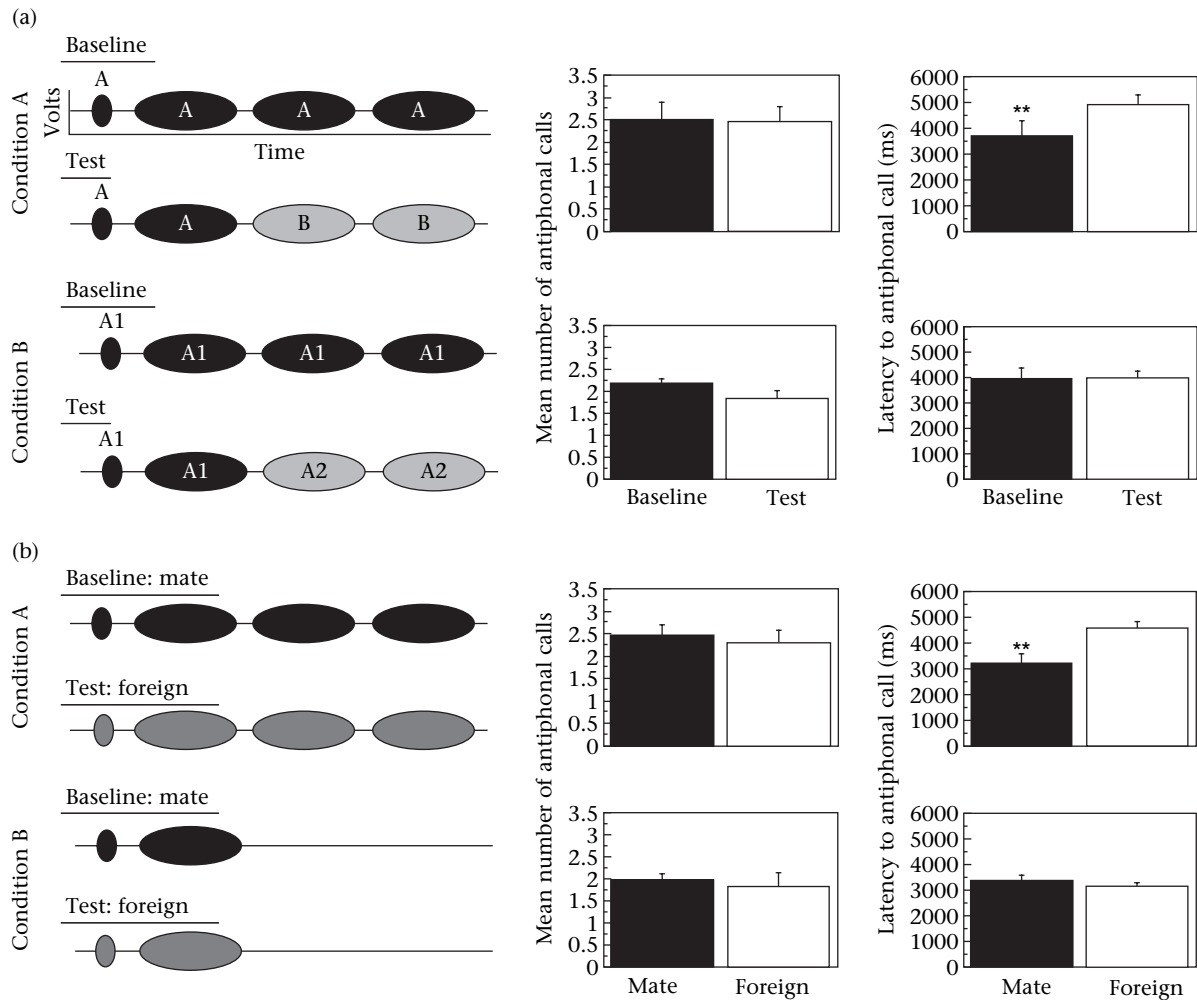 (a)
Condition A
Baseline
A
Volts
A A A
Time
Test
A
A B B
Condition B
Baseline
A1
A1 A1 A1
Test
A1
A1 A2 A2
Mean number of antiphonal calls
3.5
3
2.5
2
1.5
1
0.5
0
3.5
3
2.5
2
1.5
1
0.5
0
Baseline Test
Latency to antiphonal call (ms)
6000
5000
4000
3000
2000
1000
0
**
6000
5000
4000
3000
2000
1000
0
Baseline Test
(b)
Condition A
Baseline: mate
Test: foreign
Condition B
Baseline: mate
Test: foreign
Mean number of antiphonal calls
3.5
3
2.5
2
1.5
1
0.5
0
3.5
3
2.5
2
1.5
1
0.5
0
Mate Foreign
Latency to antiphonal call (ms)
6000
5000
4000
3000
2000
1000
0
**
6000
5000
4000
3000
2000
1000
0
Mate Foreign